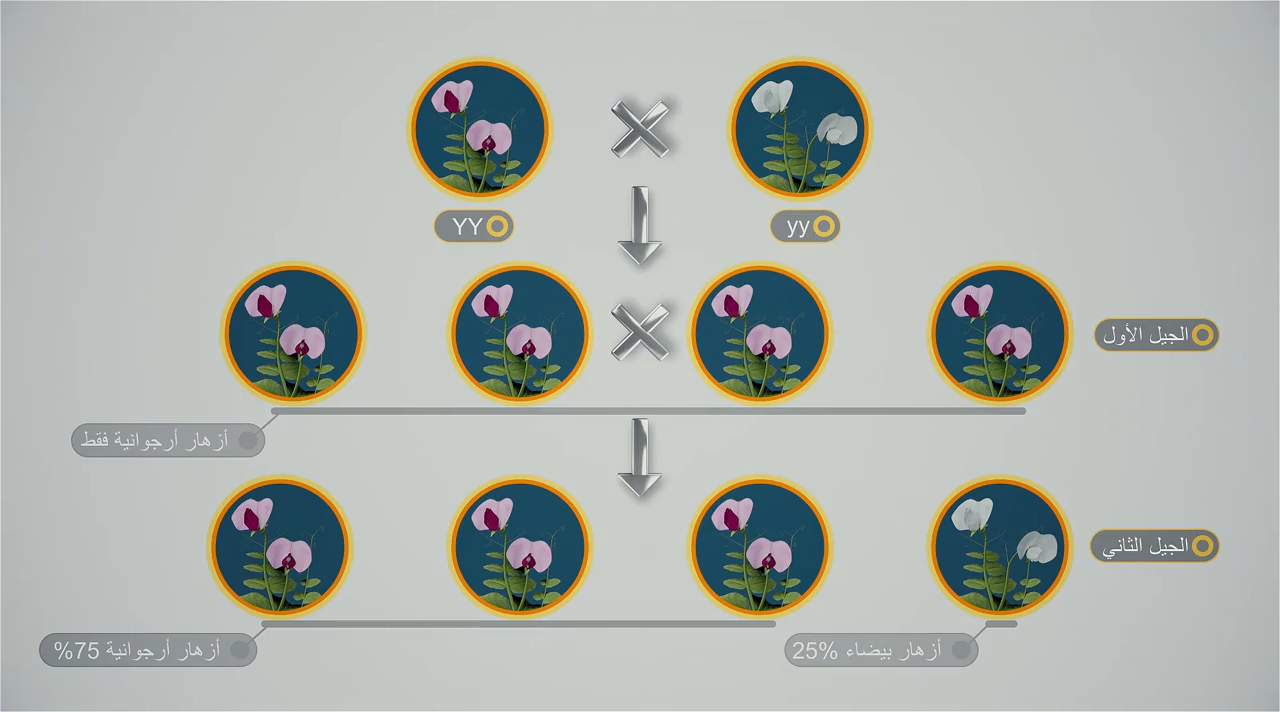 YY
yy
الجيل الأول
أزهار أرجوانية فقط
الجيل الثاني
أزهار بيضاء 25%
أزهار أرجوانية 75%